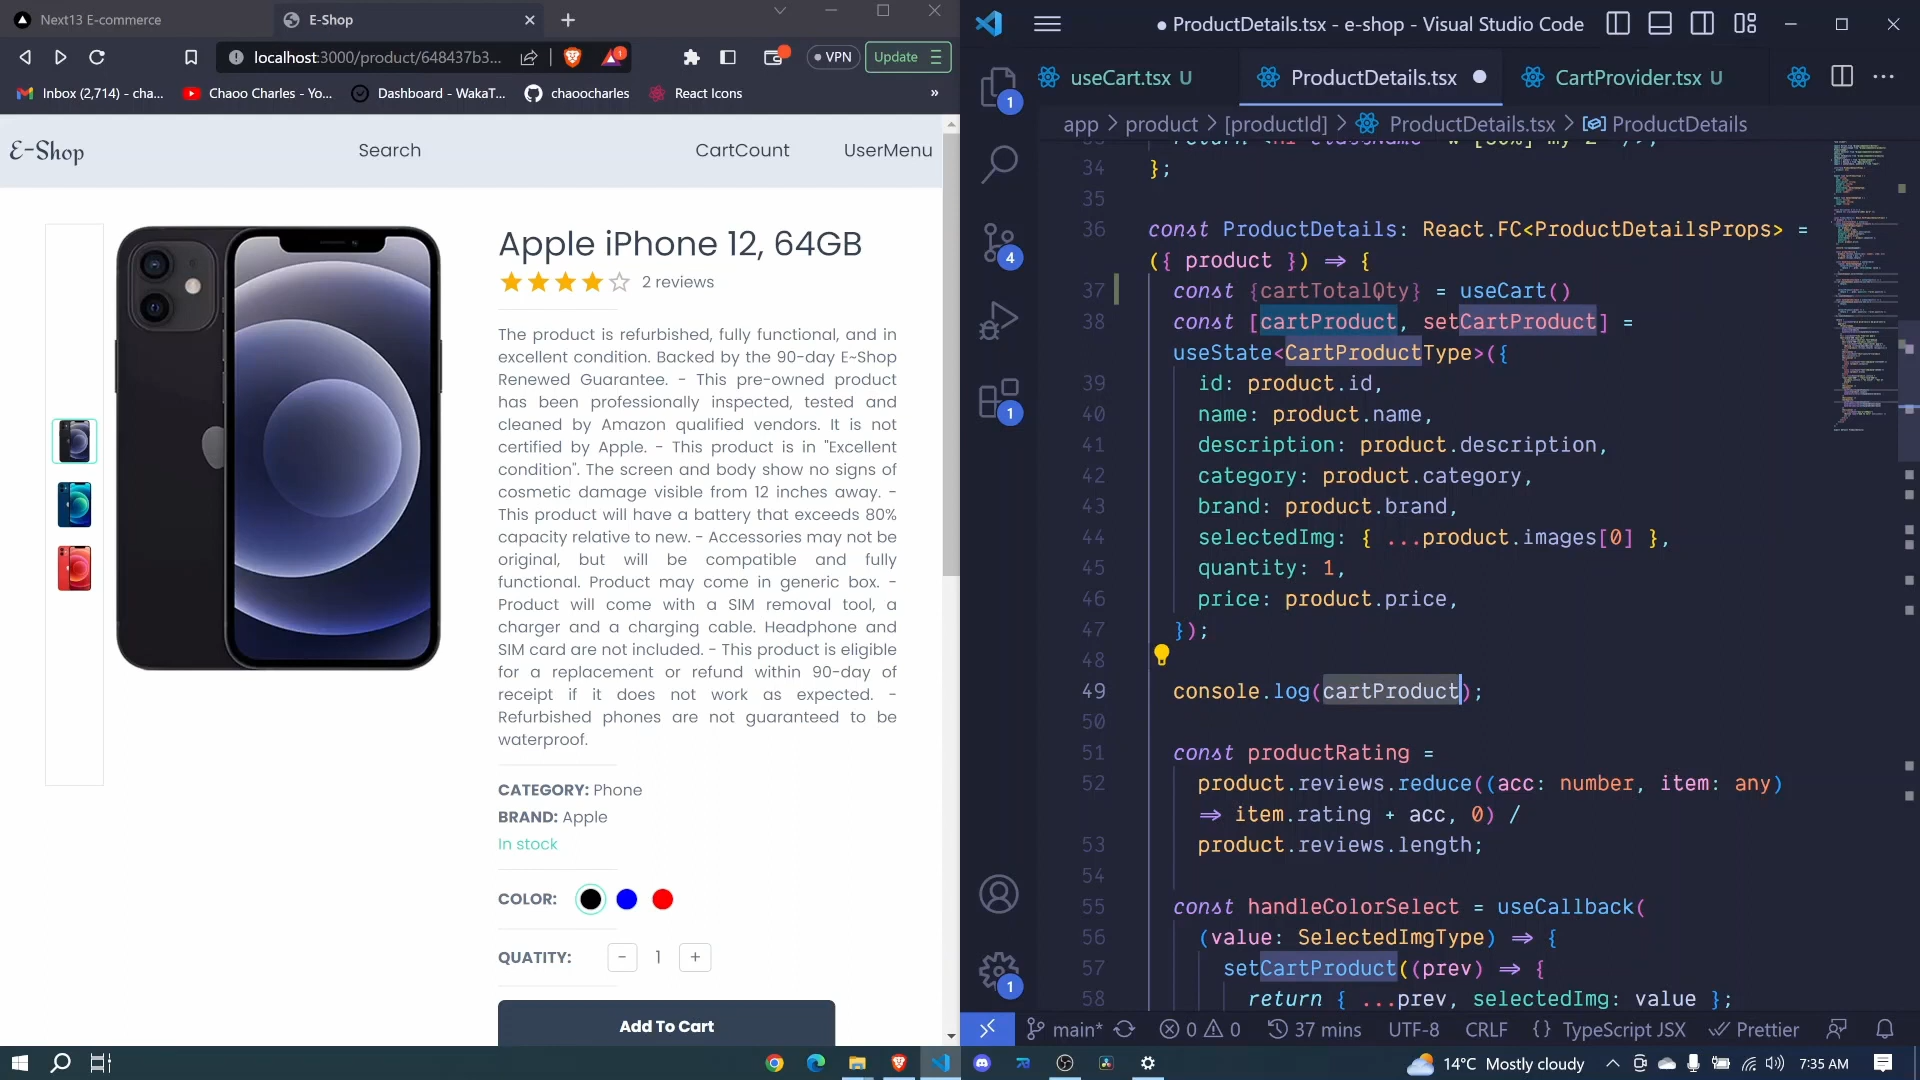 Next13 E-commerce
E-Shop
localhost:3000/product/648437b3...
1
VPN
Update
Inbox (2,714) - cha...
Chaoo Charles - Yo...
Dashboard - WakaT...
chaoocharles
React Icons
»
E-Shop
Search
CartCount
UserMenu
Apple iPhone 12, 64GB
2 reviews
The product is refurbished, fully functional, and in
excellent condition. Backed by the 90-day E~Shop
Renewed Guarantee. - This pre-owned product
has been professionally inspected, tested and
cleaned by Amazon qualified vendors. It is not
certified by Apple. - This product is in "Excellent
condition". The screen and body show no signs of
cosmetic damage visible from 12 inches away. -
This product will have a battery that exceeds 80%
capacity relative to new. - Accessories may not be
original, but will be compatible and fully
functional. Product may come in generic box. -
Product will come with a SIM removal tool, a
charger and a charging cable. Headphone and
SIM card are not included. - This product is eligible
for a replacement or refund within 90-day of
receipt if it does not work as expected. -
Refurbished phones are not guaranteed to be
waterproof.
CATEGORY: Phone
BRAND: Apple
In stock
COLOR:
QUATITY: - 1 +
Add To Cart
● ProductDetails.tsx - e-shop - Visual Studio Code
useCart.tsx U
ProductDetails.tsx
CartProvider.tsx U
app > product > [productId] > ProductDetails.tsx > ProductDetails
1
4
1
1
34 };
35
36 const ProductDetails: React.FC<ProductDetailsProps> =
({ product }) => {
37 const {cartTotalQty} = useCart()
38 const [cartProduct, setCartProduct] =
useState<CartProductType>({
39 id: product.id,
40 name: product.name,
41 description: product.description,
42 category: product.category,
43 brand: product.brand,
44 selectedImg: { ...product.images[0] },
45 quantity: 1,
46 price: product.price,
47 });
48
49 console.log(cartProduct);
50
51 const productRating =
52 product.reviews.reduce((acc: number, item: any)
=> item.rating + acc, 0) /
53 product.reviews.length;
54
55 const handleColorSelect = useCallback(
56 (value: SelectedImgType) => {
57 setCartProduct((prev) => {
58 return { ...prev, selectedImg: value };
main*
0 0
37 mins
UTF-8
CRLF
{} TypeScript JSX
Prettier
14°C Mostly cloudy
7:35 AM